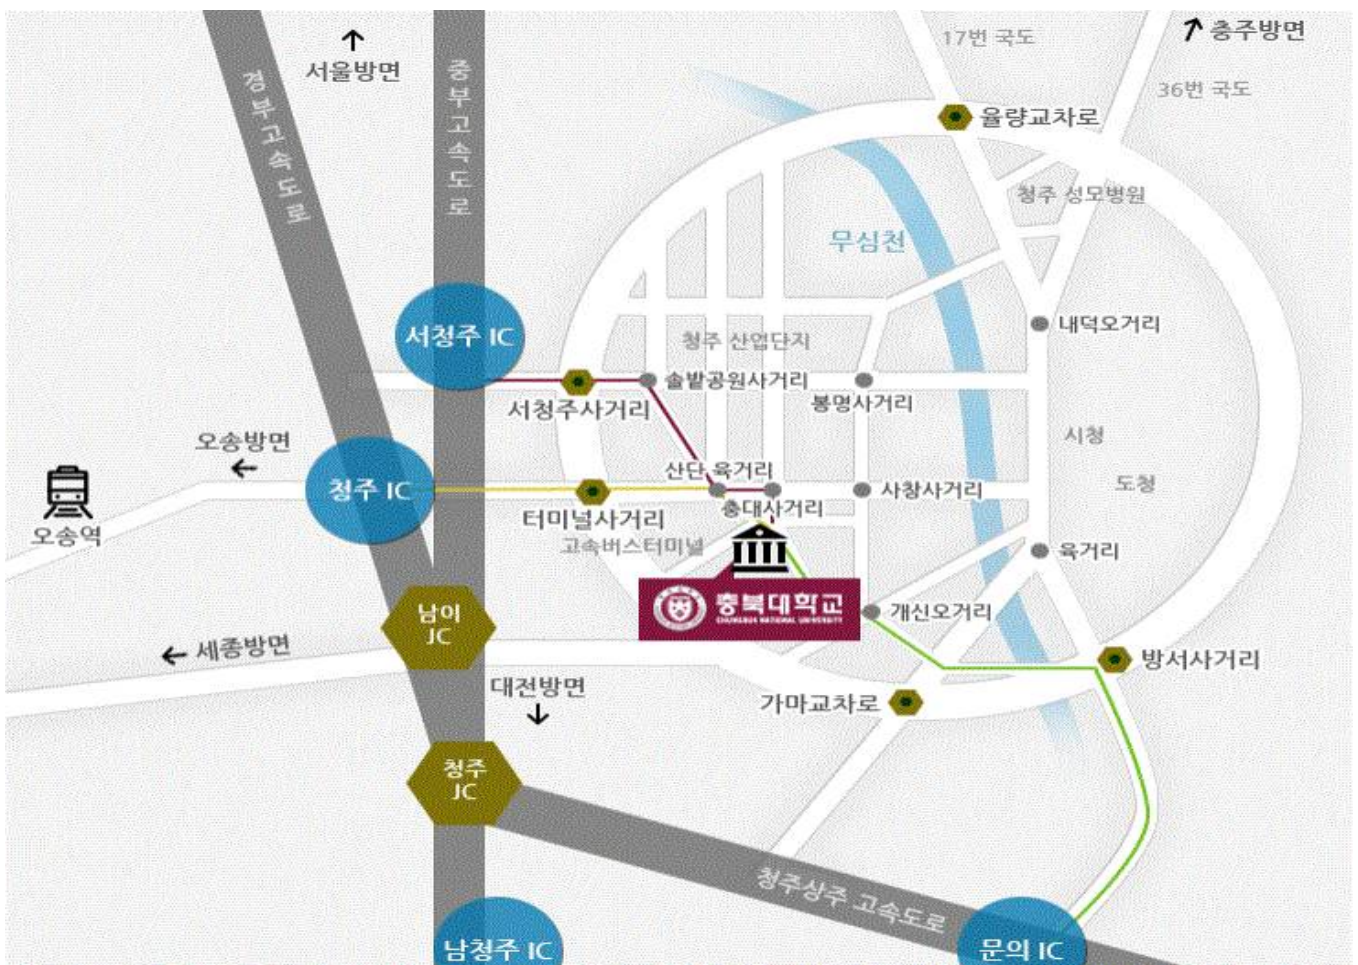 17번 국도
충주방면
서울방면
경부고속도로
중부고속도로
36번 국도
율량교차로
청주 성모병원
무심천
서청주 IC
내덕오거리
청주 산업단지
솔밭공원사거리
서청주사거리
봉명사거리
오송방면
시청
산단 육거리
도청
청주 IC
사창사거리
충대사거리
터미널사거리
오송역
고속버스터미널
육거리
충북대학교
CHUNGBUK NATIONAL UNIVERSITY
개신오거리
남이
JC
세종방면
방서사거리
대전방면
가마교차로
청주
JC
청주상주 고속도로
남청주 IC
문의 IC